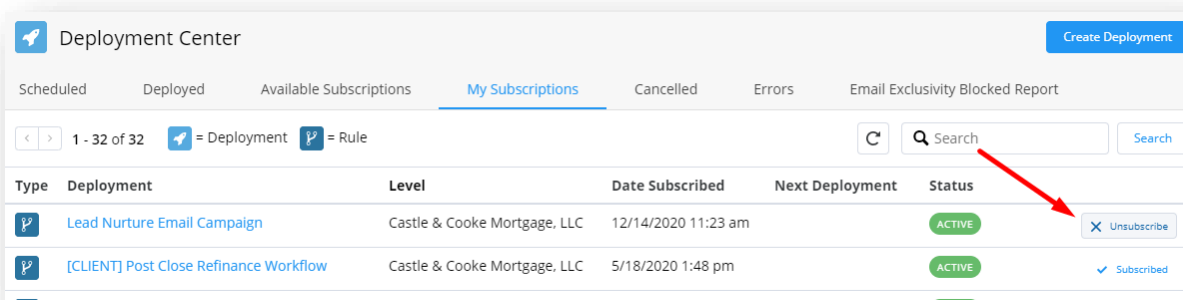 Deployment Center
Create Deployment
Scheduled Deployed Available Subscriptions My Subscriptions Cancelled Errors Email Exclusivity Blocked Report
1 - 32 of 32 = Deployment = Rule Search Search
Type Deployment Level Date Subscribed Next Deployment Status
Lead Nurture Email Campaign Castle & Cooke Mortgage, LLC 12/14/2020 11:23 am ACTIVE Unsubscribe
[CLIENT] Post Close Refinance Workflow Castle & Cooke Mortgage, LLC 5/18/2020 1:48 pm ACTIVE Subscribed